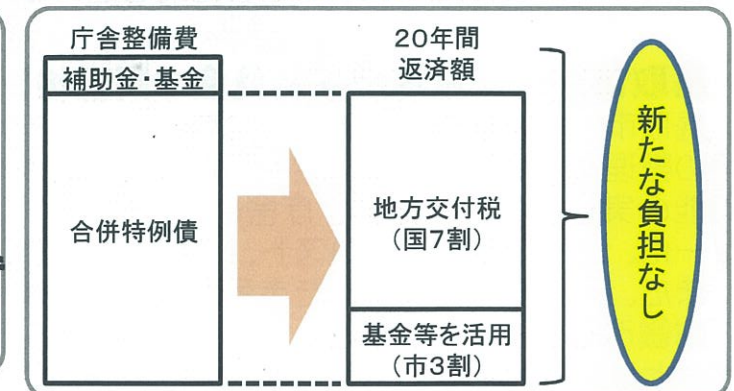 庁舎整備費
補助金・基金
合併特例債
20年間
返済額
地方交付税
(国7割)
基金等を活用
(市3割)
新たな負担なし